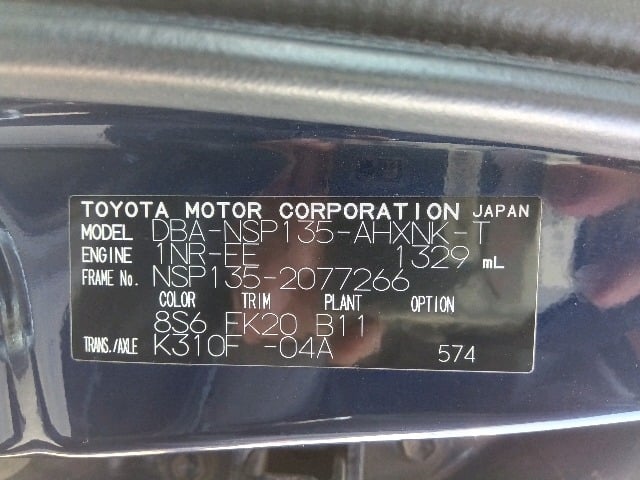 TOYOTA MOTOR CORPORATION JAPAN
MODEL DBA-NSP135-AHXNK-T
ENGINE 1NR-FE 1329 mL
FRAME No. NSP135-2077266
COLOR TRIM PLANT OPTION
8S6 FK20 B11
TRANS./AXLE K310F -04A 574